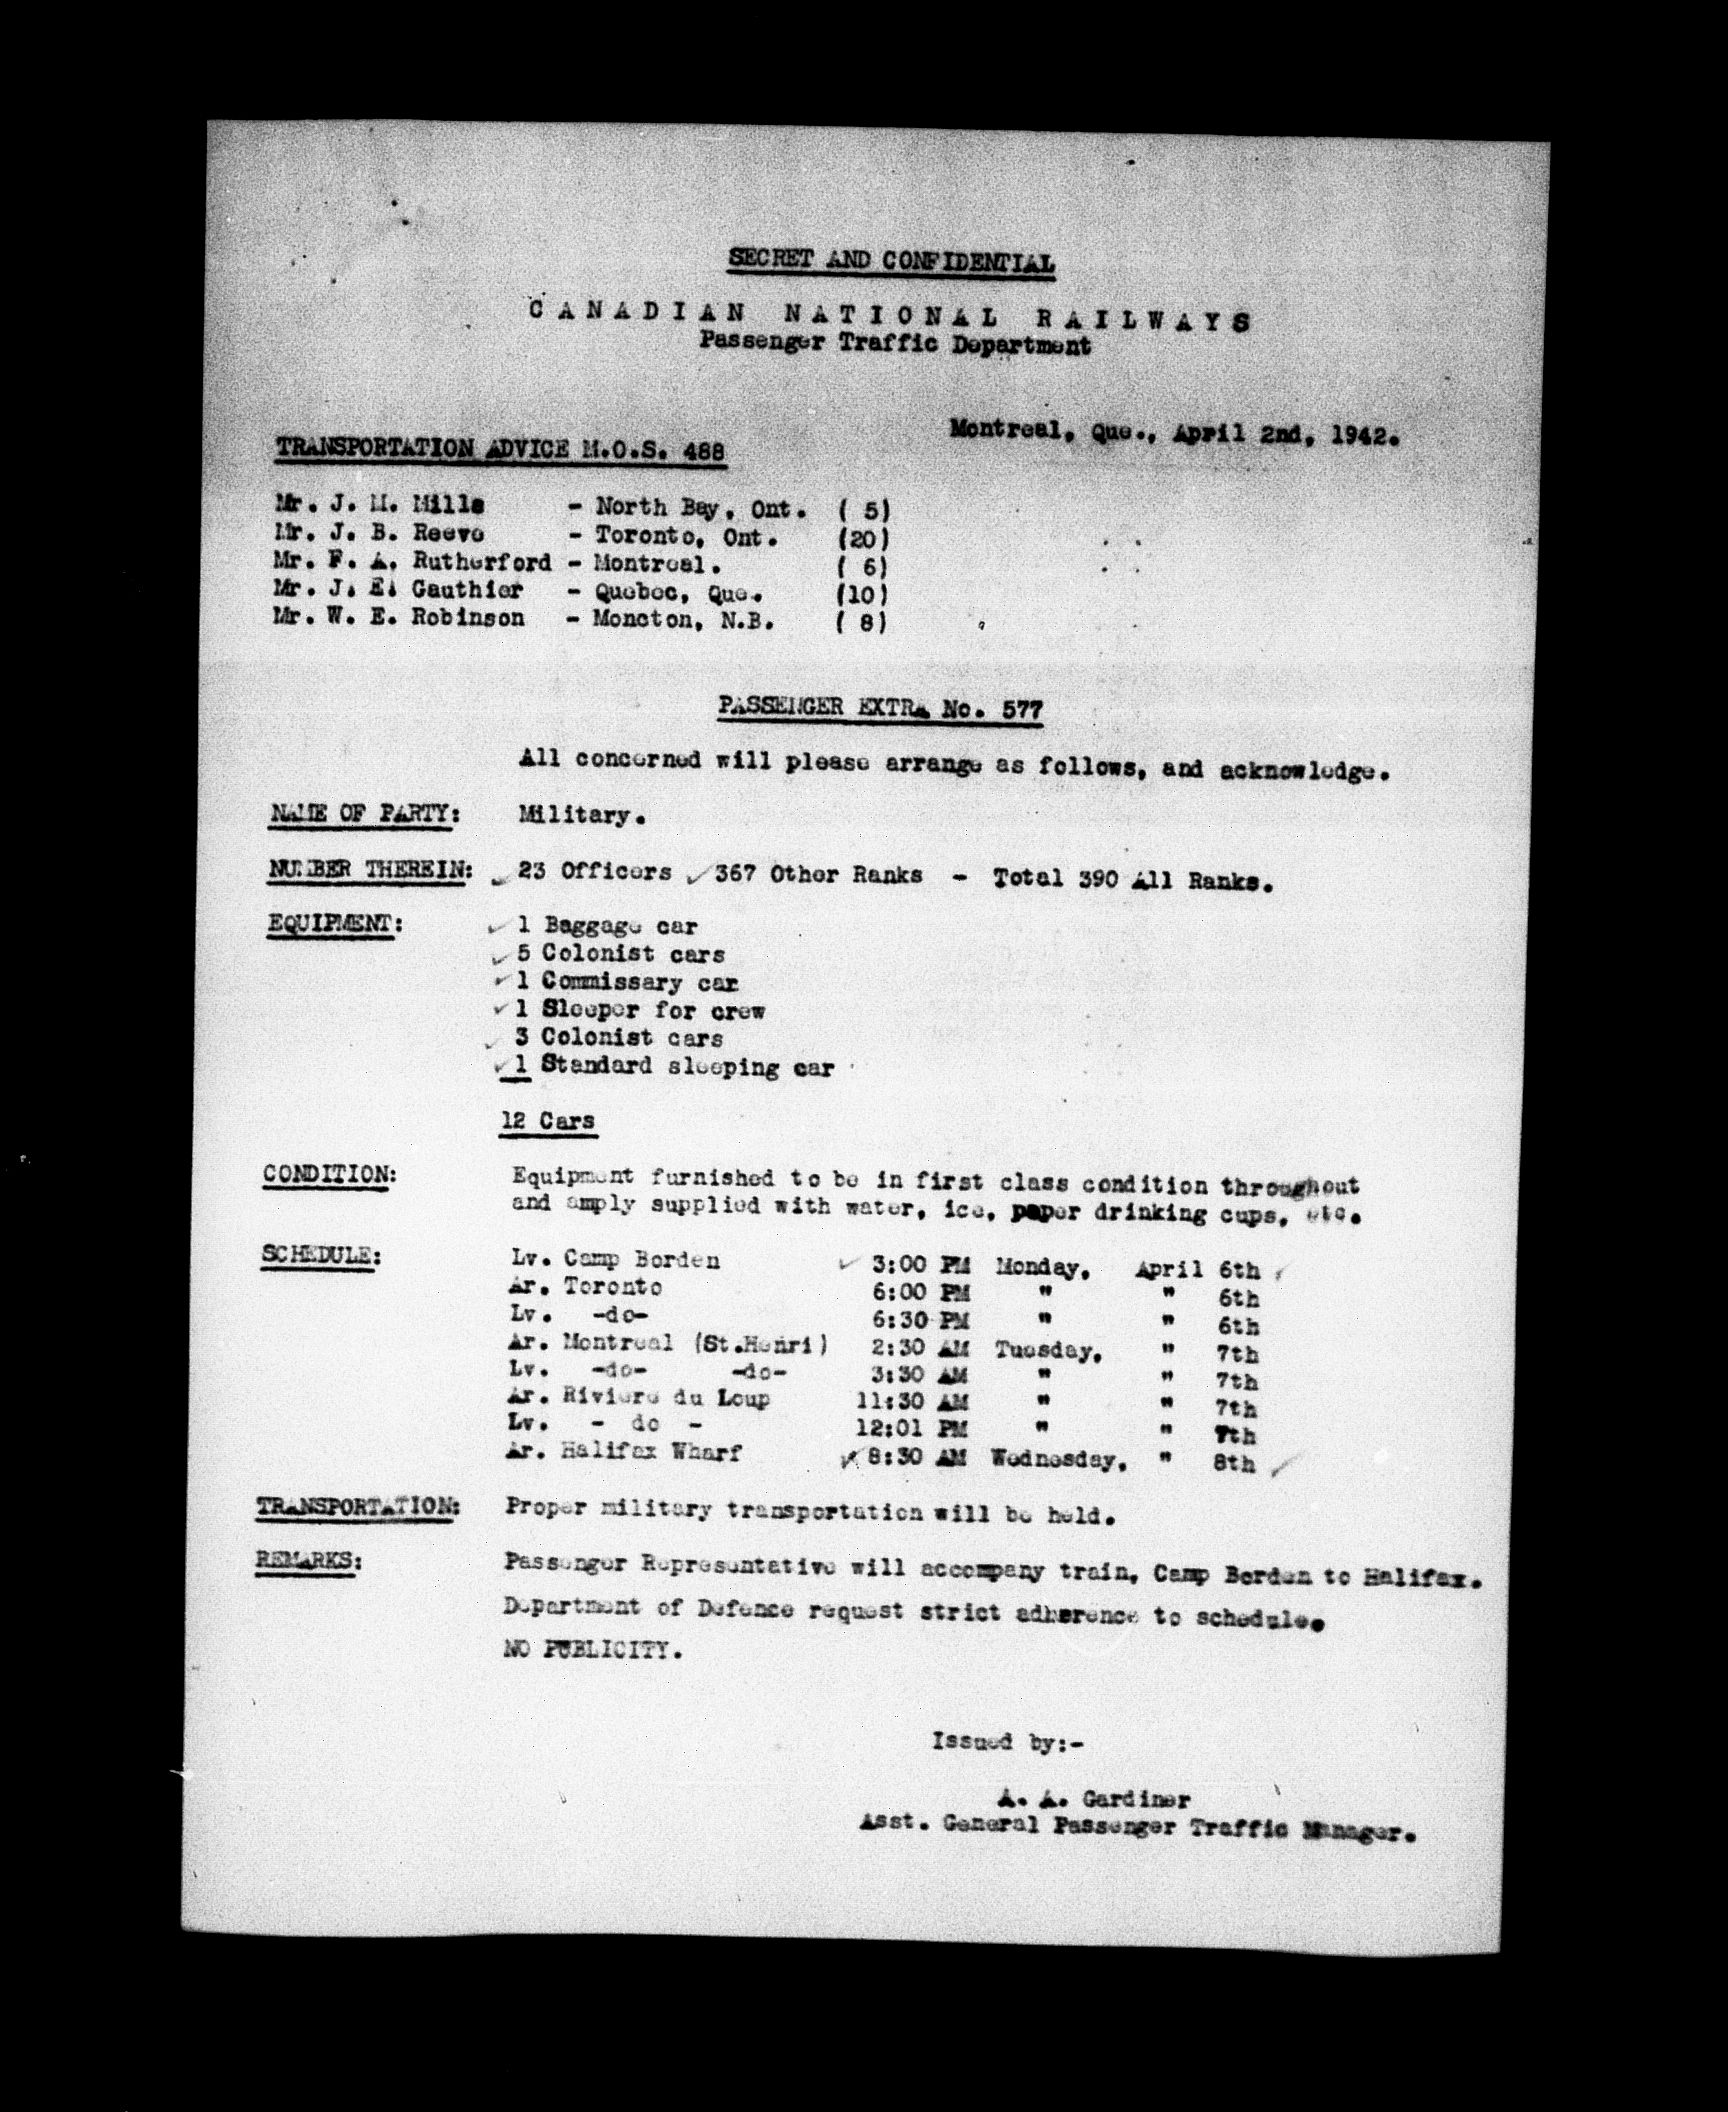 SECRET AND CONFIDENTIAL
CANADIAN NATIONAL RAILWAYS
Passenger Traffic Department
Montreal, Que., April 2nd, 1942.
TRANSPORTATION ADVICE M.O.S. 488
Mr. J. M. Mills - North Bay, Ont. ( 5)
Mr. J. B. Reeve - Toronto, Ont. (20)
Mr. F. A. Rutherford - Montreal. ( 6)
Mr. J. E. Gauthier - Quebec, Que. (10)
Mr. W. E. Robinson - Moncton, N.B. ( 8)
PASSENGER EXTRA No. 577
All concerned will please arrange as follows, and acknowledge.
NAME OF PARTY: Military.
NUMBER THEREIN: 23 Officers 367 Other Ranks - Total 390 All Ranks.
EQUIPMENT: 1 Baggage car
5 Colonist cars
1 Commissary car
1 Sleeper for crew
3 Colonist cars
1 Standard sleeping car
12 Cars
CONDITION: Equipment furnished to be in first class condition throughout
and amply supplied with water, ice, paper drinking cups, etc.
SCHEDULE: Lv. Camp Borden 3:00 PM Monday, April 6th
Ar. Toronto 6:00 PM " " 6th
Lv. -do- 6:30 PM " " 6th
Ar. Montreal (St.Henri) 2:30 AM Tuesday, " 7th
Lv. -do- -do- 3:30 AM " " 7th
Ar. Riviere du Loup 11:30 AM " " 7th
Lv. - do - 12:01 PM " " 7th
Ar. Halifax Wharf 8:30 AM Wednesday, " 8th
TRANSPORTATION: Proper military transportation will be held.
REMARKS: Passenger Representative will accompany train, Camp Borden to Halifax.
Department of Defence request strict adherence to schedule.
NO PUBLICITY.
Issued by:-
A. A. Gardiner
Asst. General Passenger Traffic Manager.